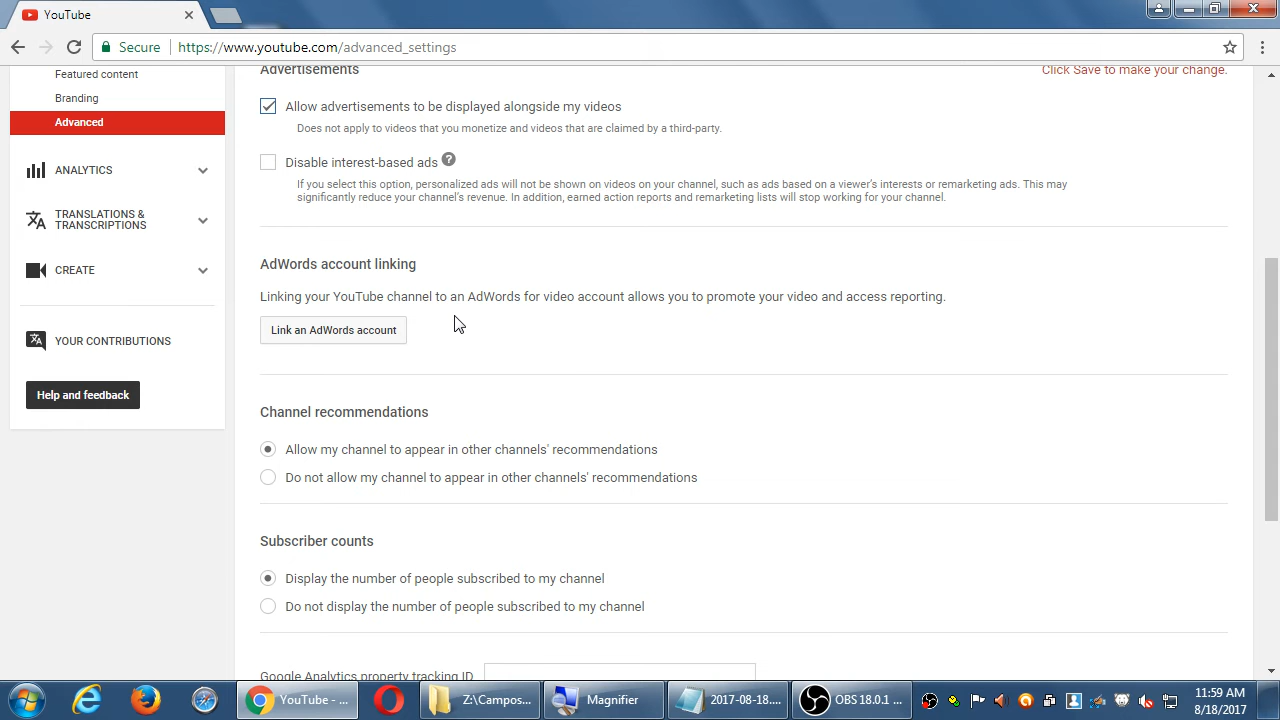 YouTube
Secure https://www.youtube.com/advanced_settings
Featured content
Branding
Advanced
ANALYTICS
TRANSLATIONS &
TRANSCRIPTIONS
CREATE
YOUR CONTRIBUTIONS
Help and feedback
Advertisements
Click Save to make your change.
Allow advertisements to be displayed alongside my videos
Does not apply to videos that you monetize and videos that are claimed by a third-party.
Disable interest-based ads ?
If you select this option, personalized ads will not be shown on videos on your channel, such as ads based on a viewer's interests or remarketing ads. This may
significantly reduce your channel's revenue. In addition, earned action reports and remarketing lists will stop working for your channel.
AdWords account linking
Linking your YouTube channel to an AdWords for video account allows you to promote your video and access reporting.
Link an AdWords account
Channel recommendations
Allow my channel to appear in other channels' recommendations
Do not allow my channel to appear in other channels' recommendations
Subscriber counts
Display the number of people subscribed to my channel
Do not display the number of people subscribed to my channel
Google Analytics property tracking ID
YouTube - ...
Z:\Campos...
Magnifier
2017-08-18....
OBS 18.0.1 ...
11:59 AM
8/18/2017